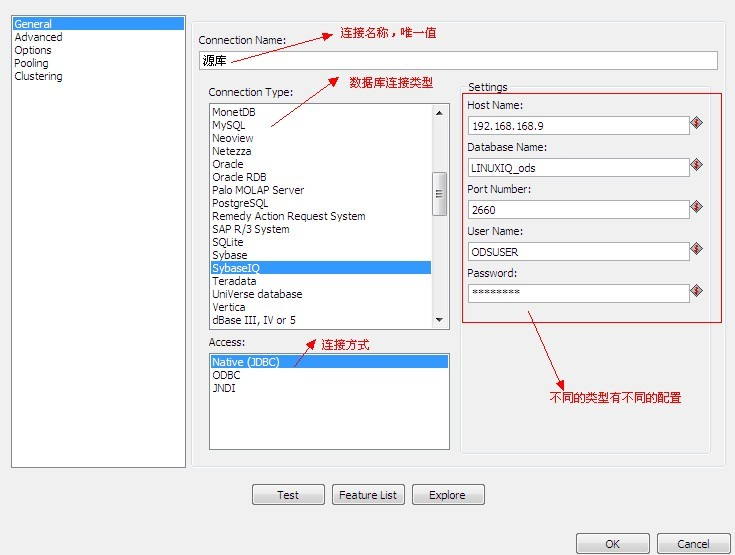 General
Advanced
Options
Pooling
Clustering
Connection Name:
连接名称，唯一值
源库
数据库连接类型
Connection Type:
MonetDB
MySQL
Neoview
Netezza
Oracle
Oracle RDB
Palo MOLAP Server
PostgreSQL
Remedy Action Request System
SAP R/3 System
SQLite
Sybase
SybaseIQ
Teradata
UniVerse database
Vertica
dBase III, IV or 5
Access:
连接方式
Native (JDBC)
ODBC
JNDI
Settings
Host Name:
192.168.168.9
Database Name:
LINUXIQ_ods
Port Number:
2660
User Name:
ODSUSER
Password:
********
不同的类型有不同的配置
Test
Feature List
Explore
OK
Cancel